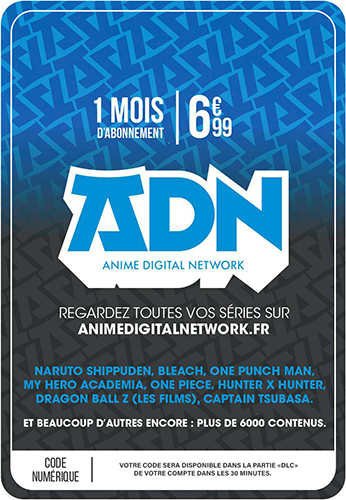 1 MOIS
D'ABONNEMENT
6€99
ADN
ANIME DIGITAL NETWORK
REGARDEZ TOUTES VOS SÉRIES SUR
ANIMEDIGITALNETWORK.FR
NARUTO SHIPPUDEN, BLEACH, ONE PUNCH MAN,
MY HERO ACADEMIA, ONE PIECE, HUNTER X HUNTER,
DRAGON BALL Z (LES FILMS), CAPTAIN TSUBASA.
ET BEAUCOUP D'AUTRES ENCORE : PLUS DE 6000 CONTENUS.
CODE
NUMÉRIQUE
VOTRE CODE SERA DISPONIBLE DANS LA PARTIE «DLC»
DE VOTRE COMPTE DANS LES 30 MINUTES.